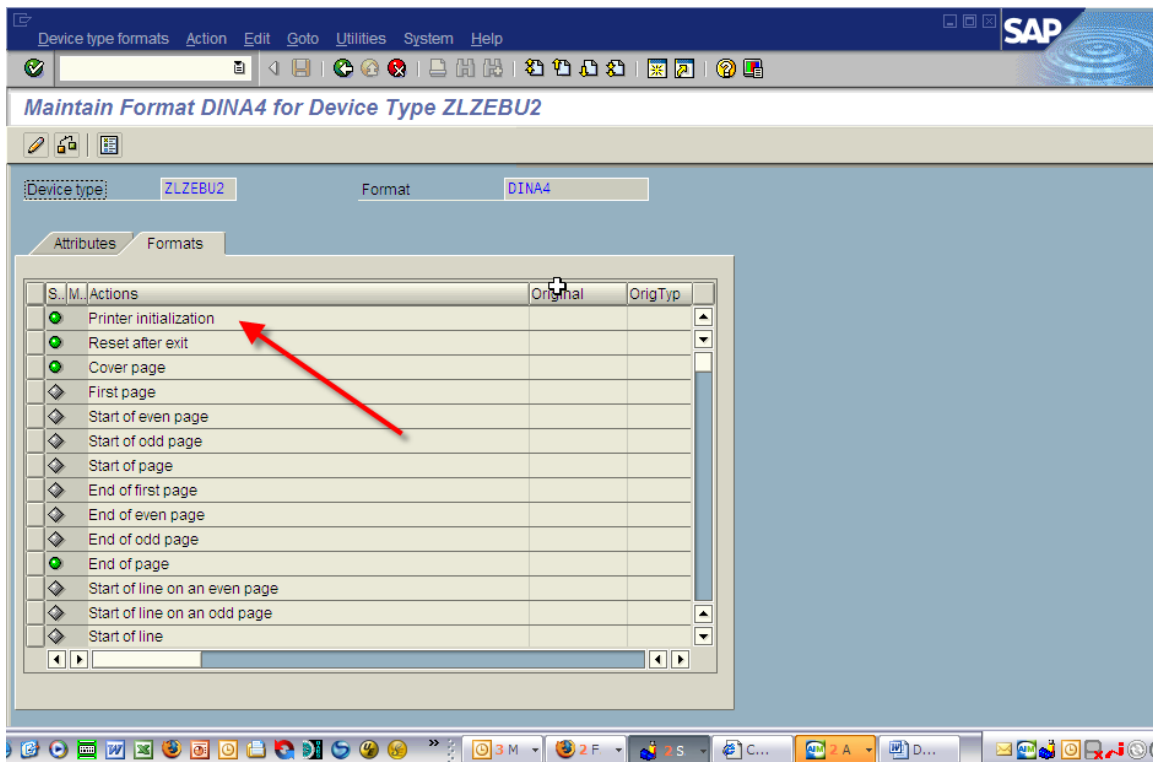 Device type formats Action Edit Goto Utilities System Help
SAP
Maintain Format DINA4 for Device Type ZLZEBU2
Device type ZLZEBU2 Format DINA4
Attributes Formats
S.. M.. Actions Original OrigTyp
Printer initialization
Reset after exit
Cover page
First page
Start of even page
Start of odd page
Start of page
End of first page
End of even page
End of odd page
End of page
Start of line on an even page
Start of line on an odd page
Start of line
» 3 M 2 F 2 S C... 2 A D...